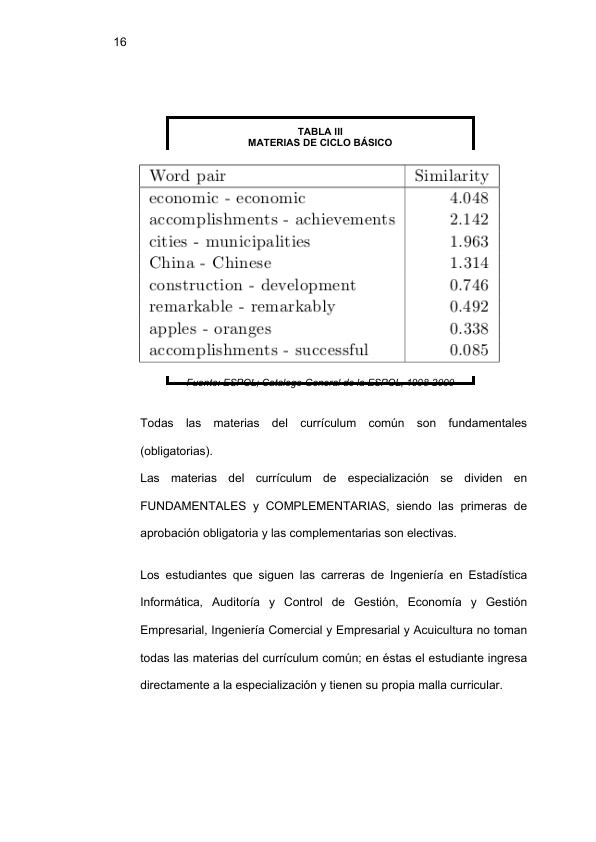 16
TABLA III
MATERIAS DE CICLO BÁSICO
Word pair Similarity
economic - economic 4.048
accomplishments - achievements 2.142
cities - municipalities 1.963
China - Chinese 1.314
construction - development 0.746
remarkable - remarkably 0.492
apples - oranges 0.338
accomplishments - successful 0.085
Fuente: ESPOL; Catalogo General de la ESPOL, 1998-2000
Todas las materias del currículum común son fundamentales
(obligatorias).
Las materias del currículum de especialización se dividen en
FUNDAMENTALES y COMPLEMENTARIAS, siendo las primeras de
aprobación obligatoria y las complementarias son electivas.
Los estudiantes que siguen las carreras de Ingeniería en Estadística
Informática, Auditoría y Control de Gestión, Economía y Gestión
Empresarial, Ingeniería Comercial y Empresarial y Acuicultura no toman
todas las materias del currículum común; en éstas el estudiante ingresa
directamente a la especialización y tienen su propia malla curricular.